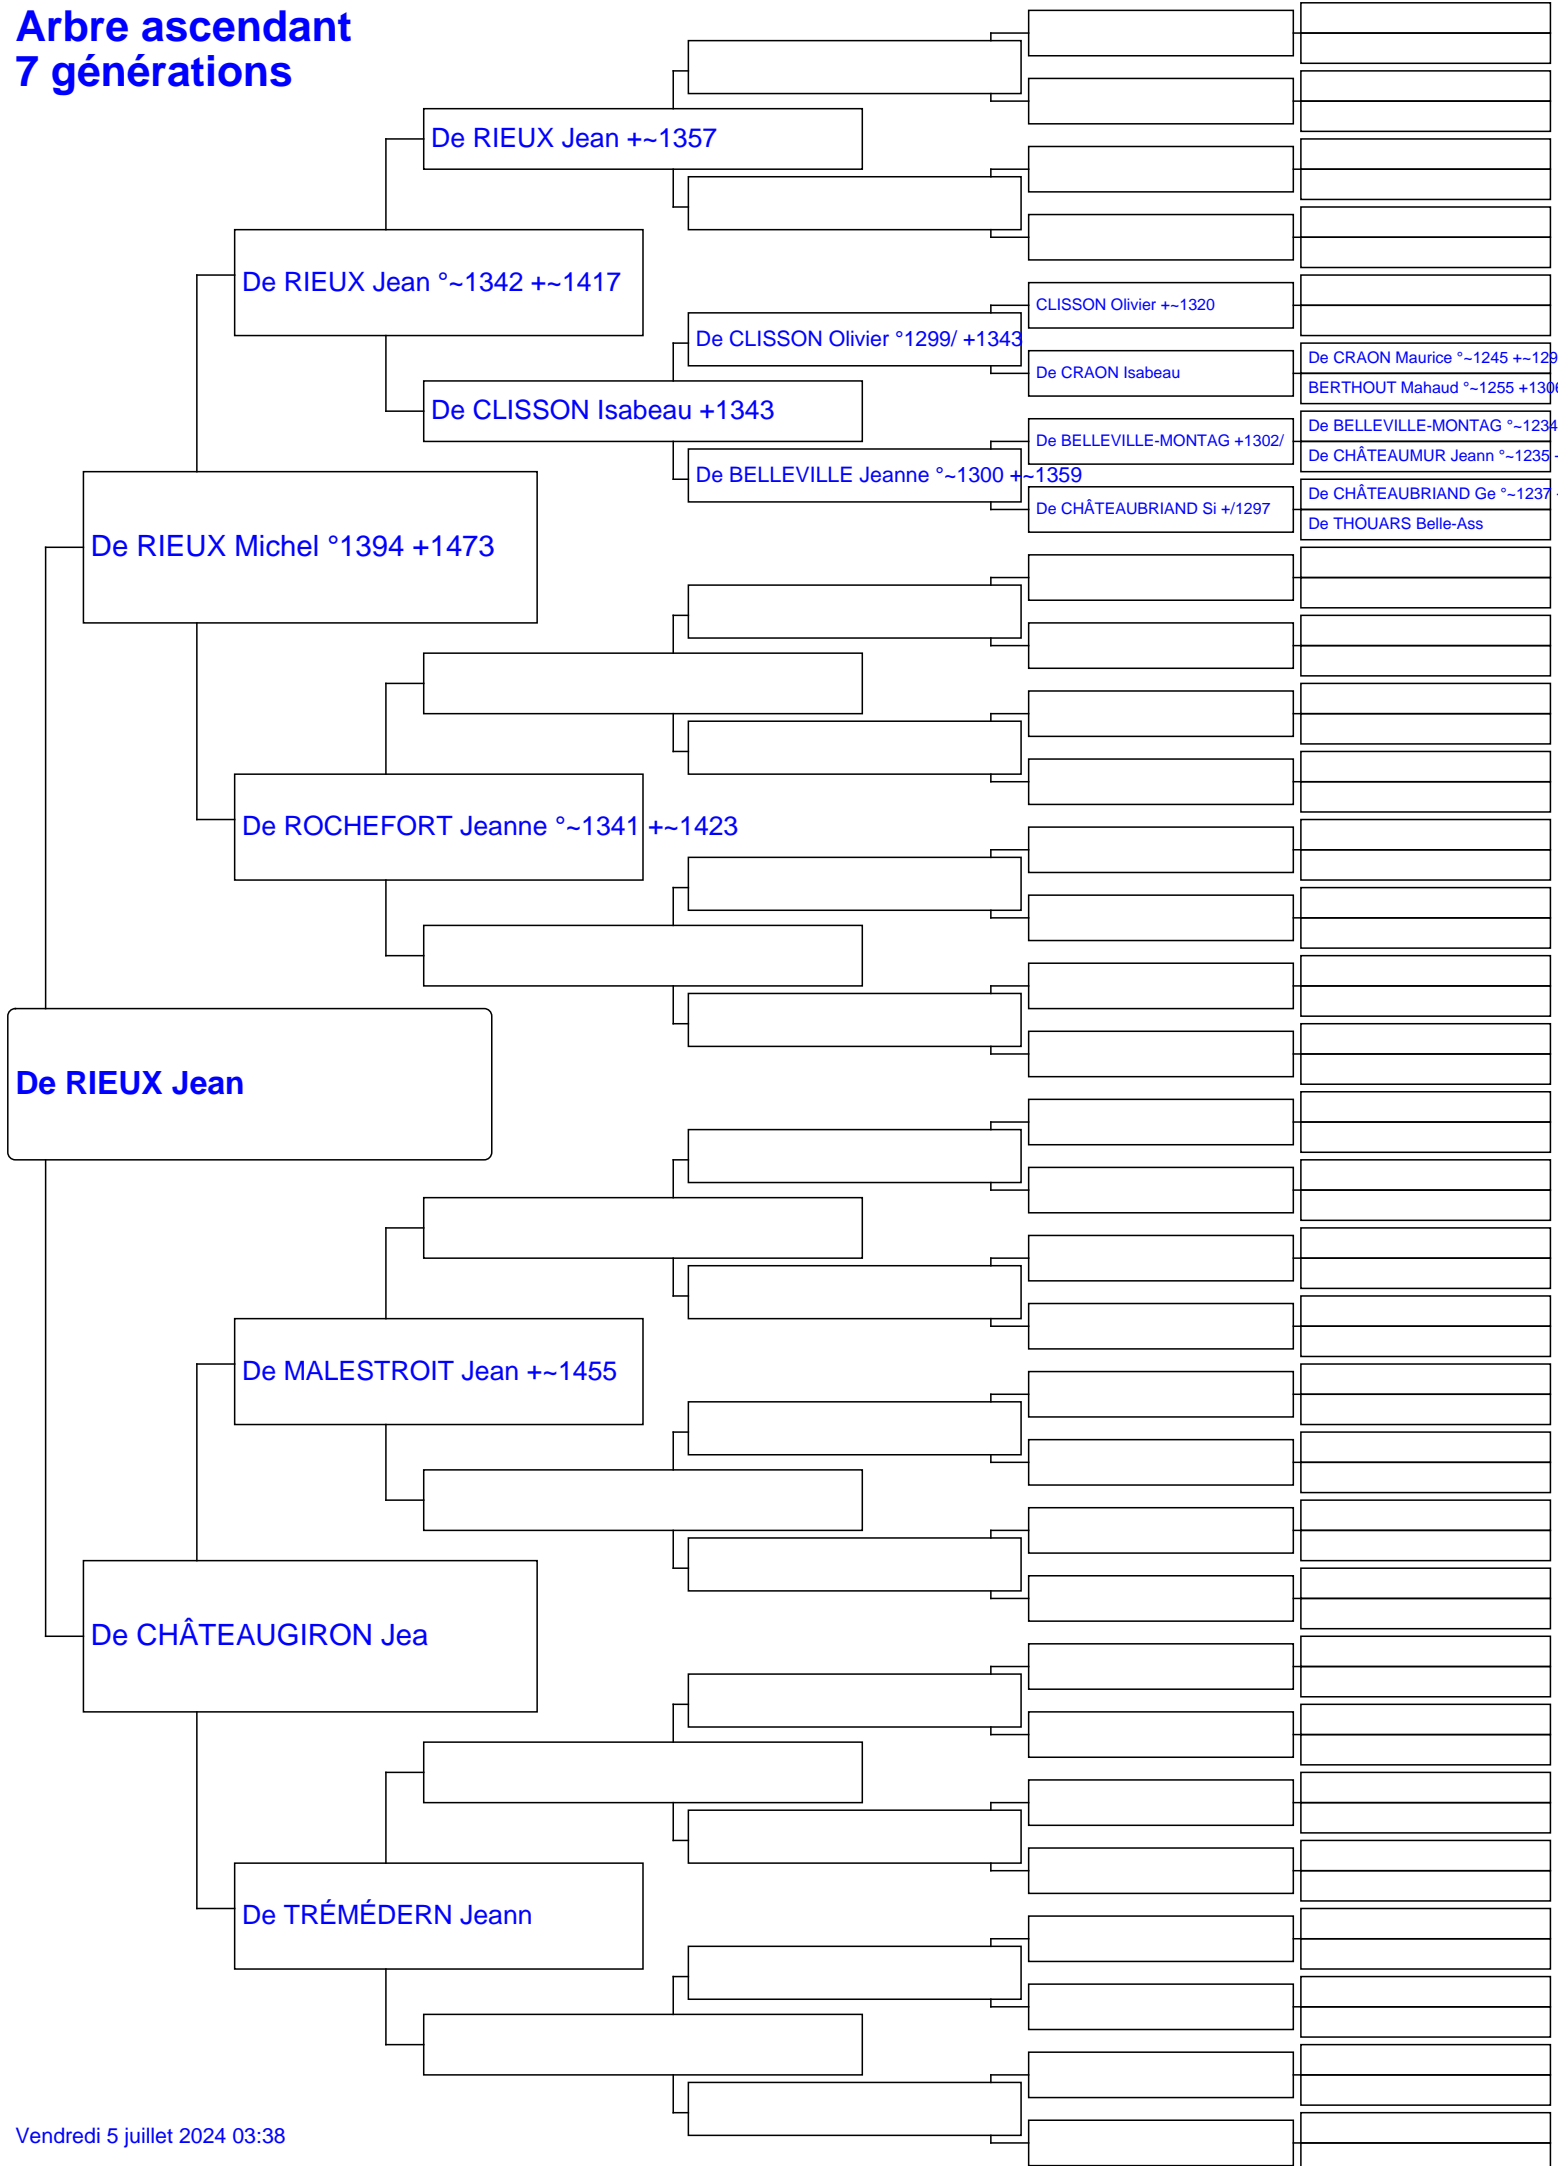 Arbre ascendant
7 générations
De RIEUX Jean +~1357
De RIEUX Jean °~1342 +~1417
CLISSON Olivier +~1320
De CLISSON Olivier °1299/ +1343
De CRAON Maurice °~1245 +~129
De CRAON Isabeau
BERTHOUT Mahaud °~1255 +1306
De CLISSON Isabeau +1343
De BELLEVILLE-MONTAG °~1234
De BELLEVILLE-MONTAG +1302/
De CHÂTEAUMUR Jeann °~1235 +
De BELLEVILLE Jeanne °~1300 +~1359
De CHÂTEAUBRIAND Ge °~1237 +
De CHÂTEAUBRIAND Si +/1297
De THOUARS Belle-Ass
De RIEUX Michel °1394 +1473
De ROCHEFORT Jeanne °~1341 +~1423
De RIEUX Jean
De MALESTROIT Jean +~1455
De CHÂTEAUGIRON Jea
De TRÉMÉDERN Jeann
Vendredi 5 juillet 2024 03:38